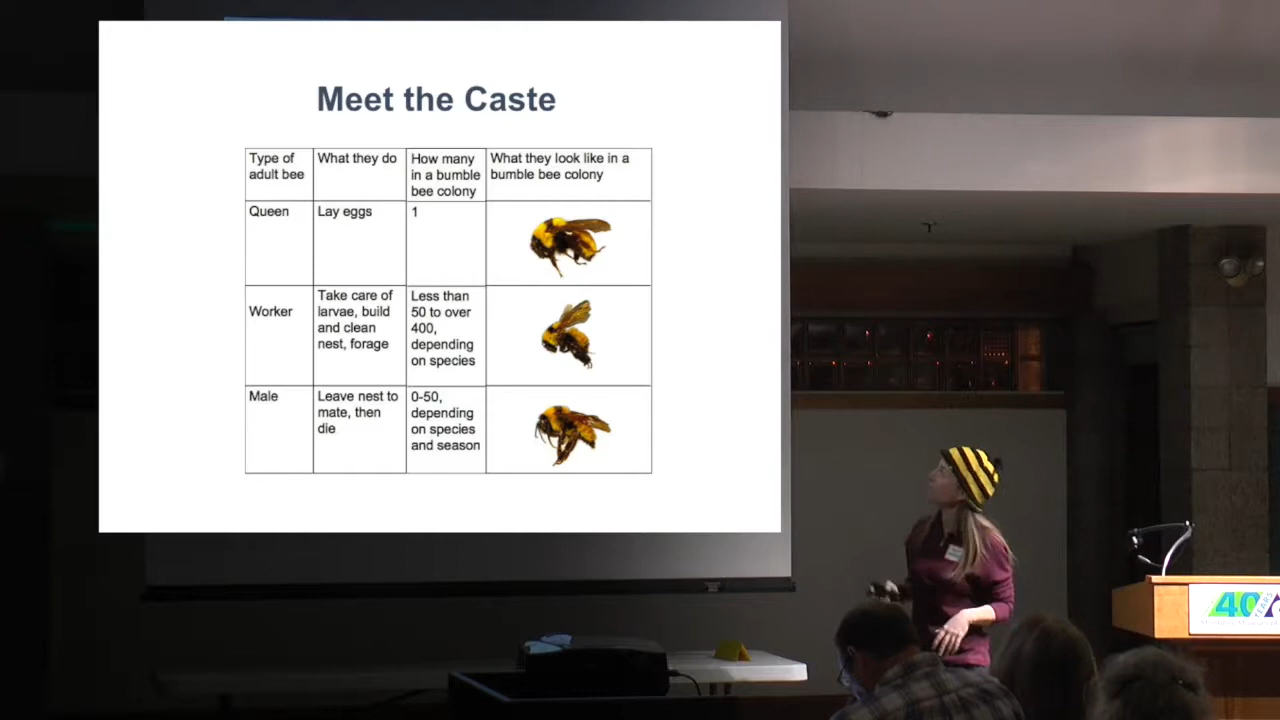 Meet the Caste
Type of
adult bee
What they do
How many
in a bumble
bee colony
What they look like in a
bumble bee colony
Queen
Lay eggs
1
Worker
Take care of
larvae, build
and clean
nest, forage
Less than
50 to over
400,
depending
on species
Male
Leave nest to
mate, then
die
0-50,
depending
on species
and season
40
YEARS